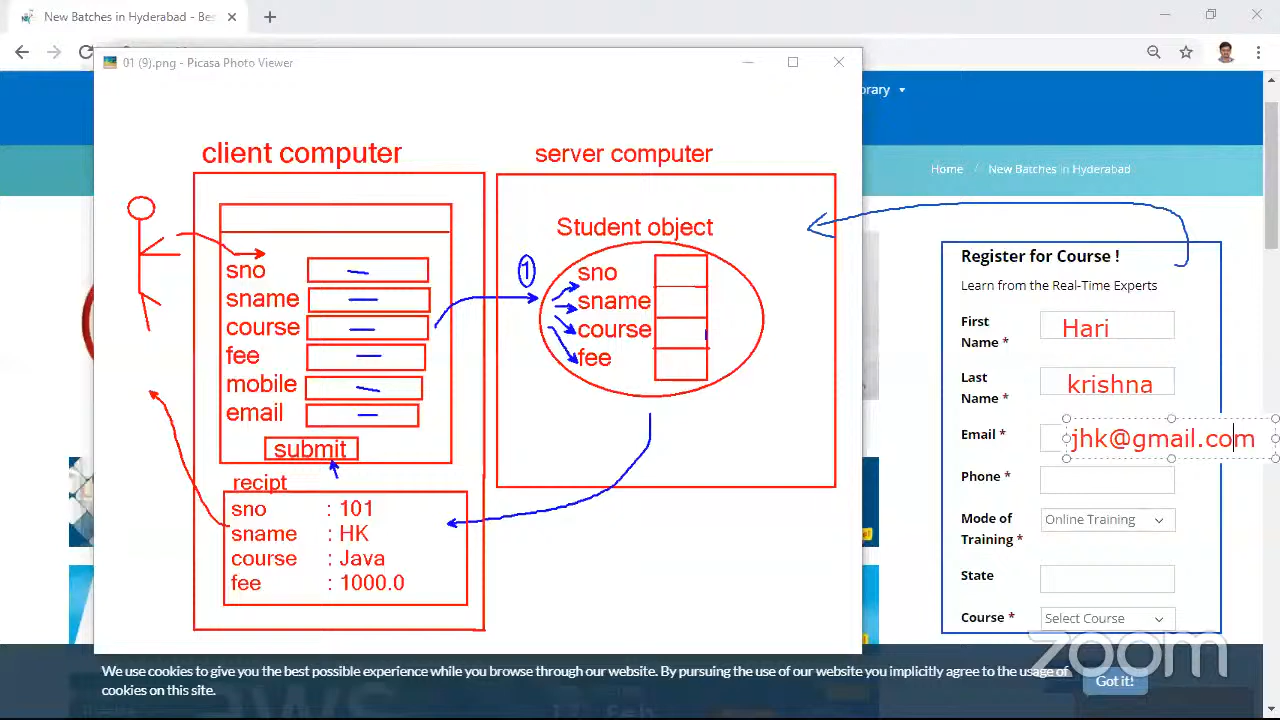 New Batches in Hyderabad - Bes
01 (9).png - Picasa Photo Viewer
rary
client computer
server computer
Home / New Batches in Hyderabad
Student object
Register for Course !
Learn from the Real-Time Experts
sno
sname
course
fee
mobile
email
submit
1
sno
sname
course
fee
First Name * Hari
Last Name * krishna
Email * jhk@gmail.com
Phone *
Mode of Training * Online Training
State
Course * Select Course
recipt
sno : 101
sname : HK
course : Java
fee : 1000.0
zoom
We use cookies to give you the best possible experience while you browse through our website. By pursuing the use of our website you implicitly agree to the usage of
cookies on this site.
Got it!